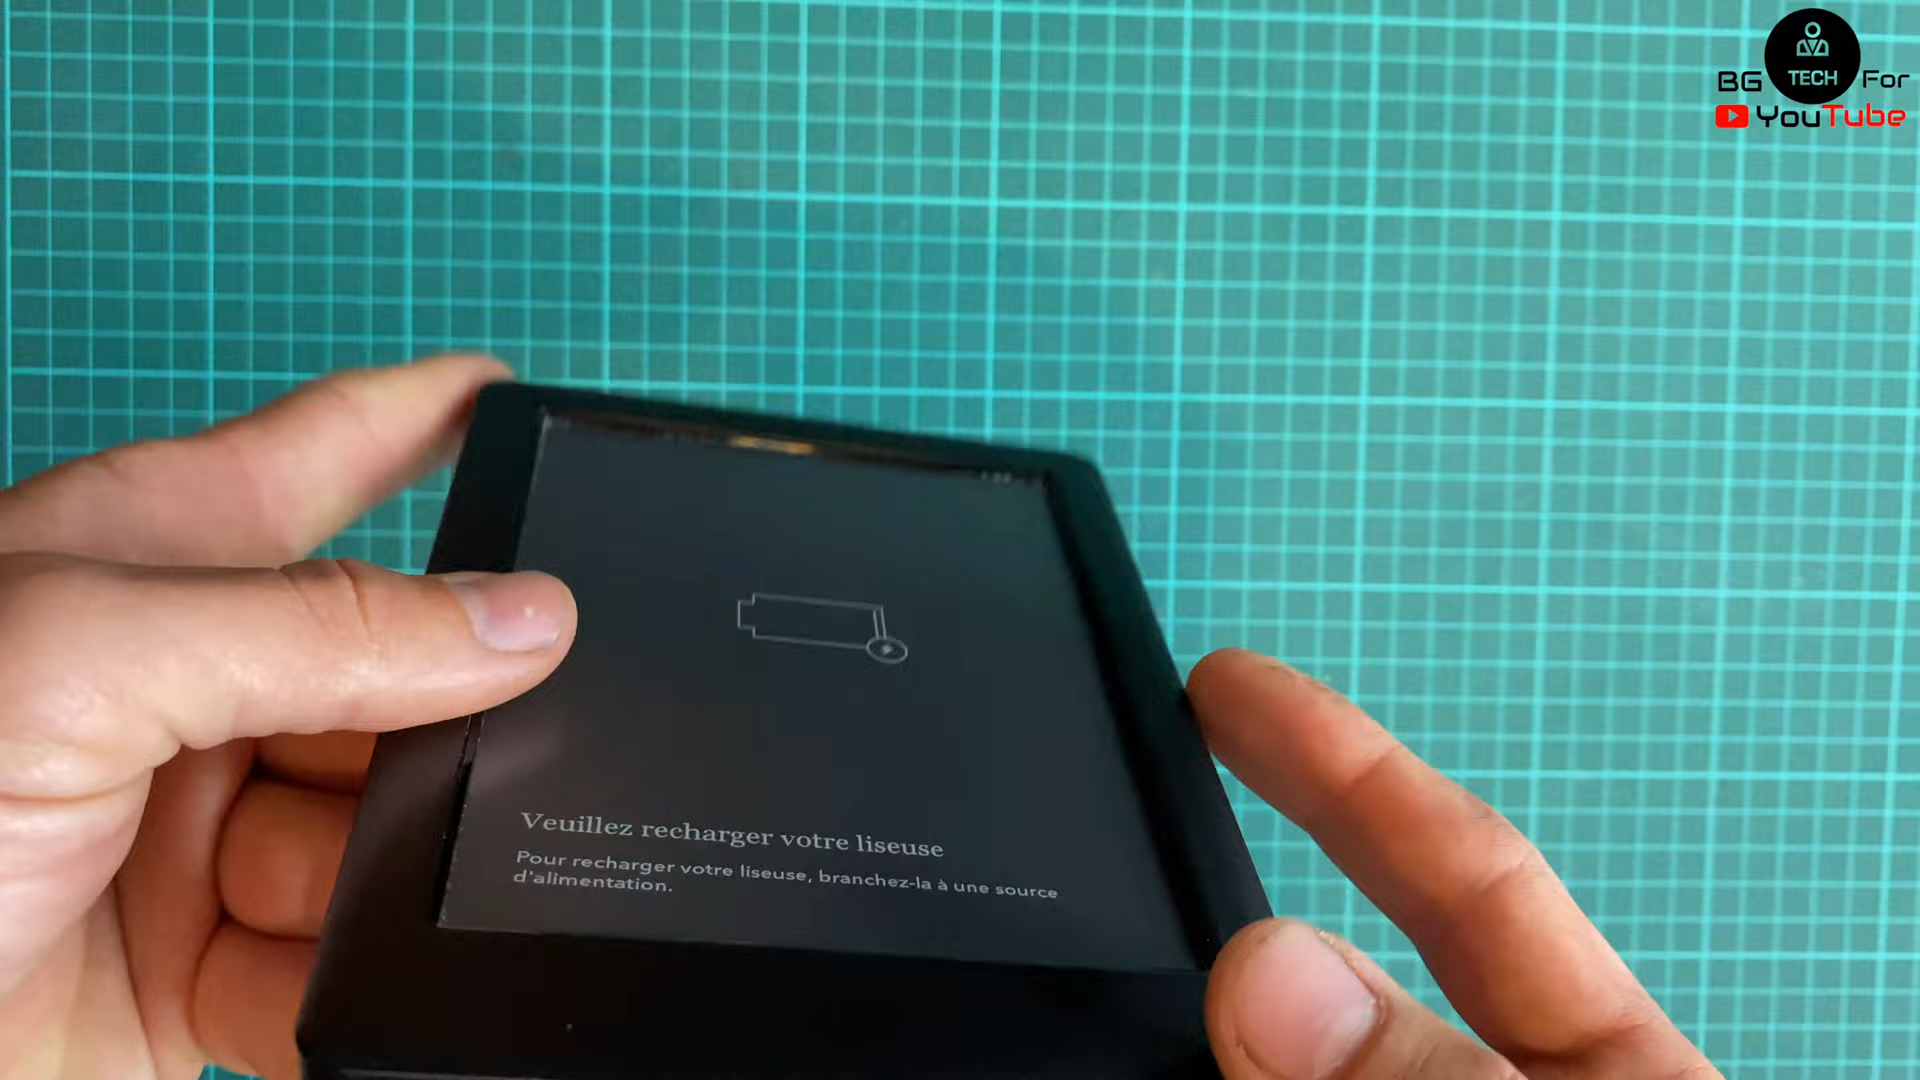 TECH
BG For
YouTube
Veuillez recharger votre liseuse
Pour recharger votre liseuse, branchez-la à une source
d'alimentation.